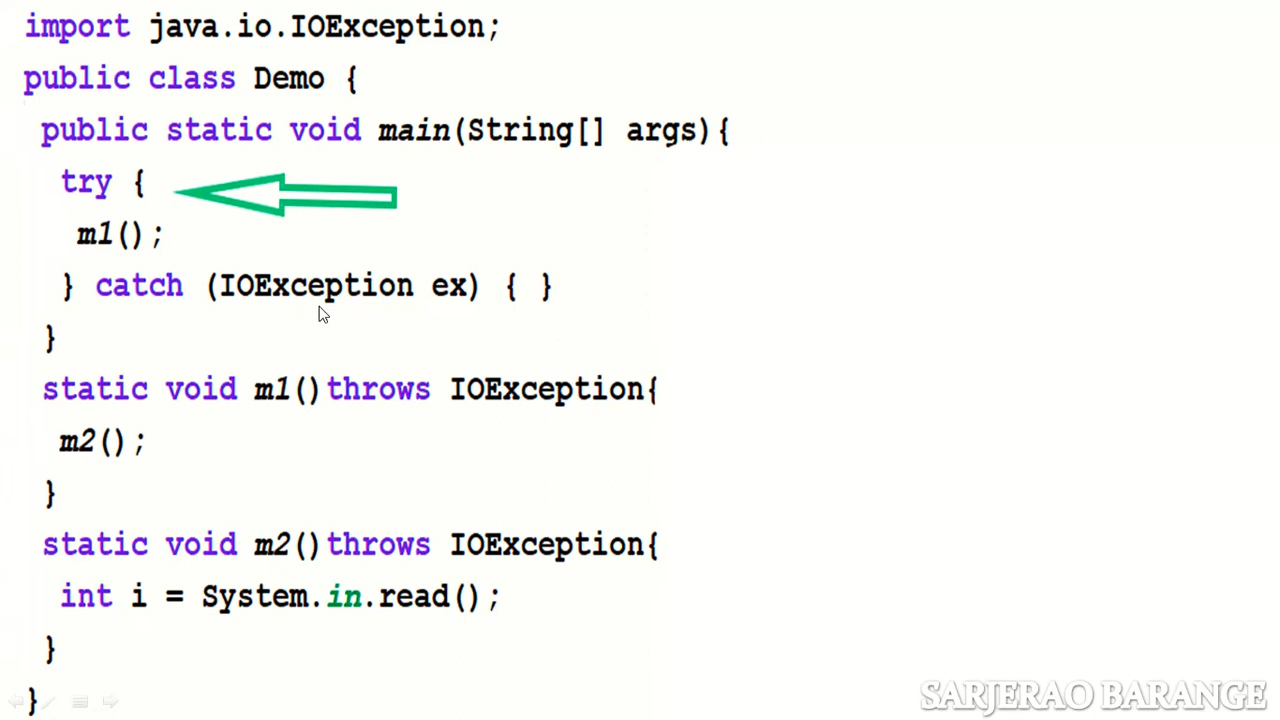 import java.io.IOException;
public class Demo {
public static void main(String[] args){
try {
m1();
} catch (IOException ex) { }
}
static void m1()throws IOException{
m2();
}
static void m2()throws IOException{
int i = System.in.read();
}
}
SARJERAO BARANGE